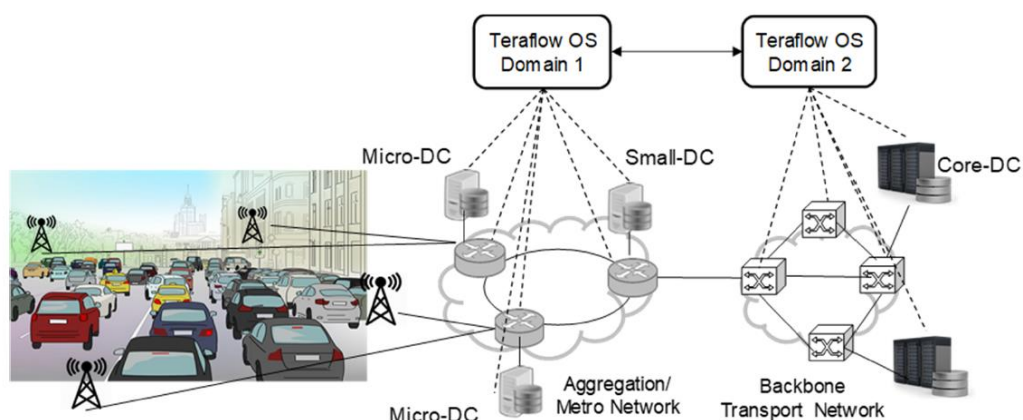 Teraflow OS
Domain 1
Teraflow OS
Domain 2
Micro-DC
Small-DC
Core-DC
Micro-DC
Aggregation/
Metro Network
Backbone
Transport Network